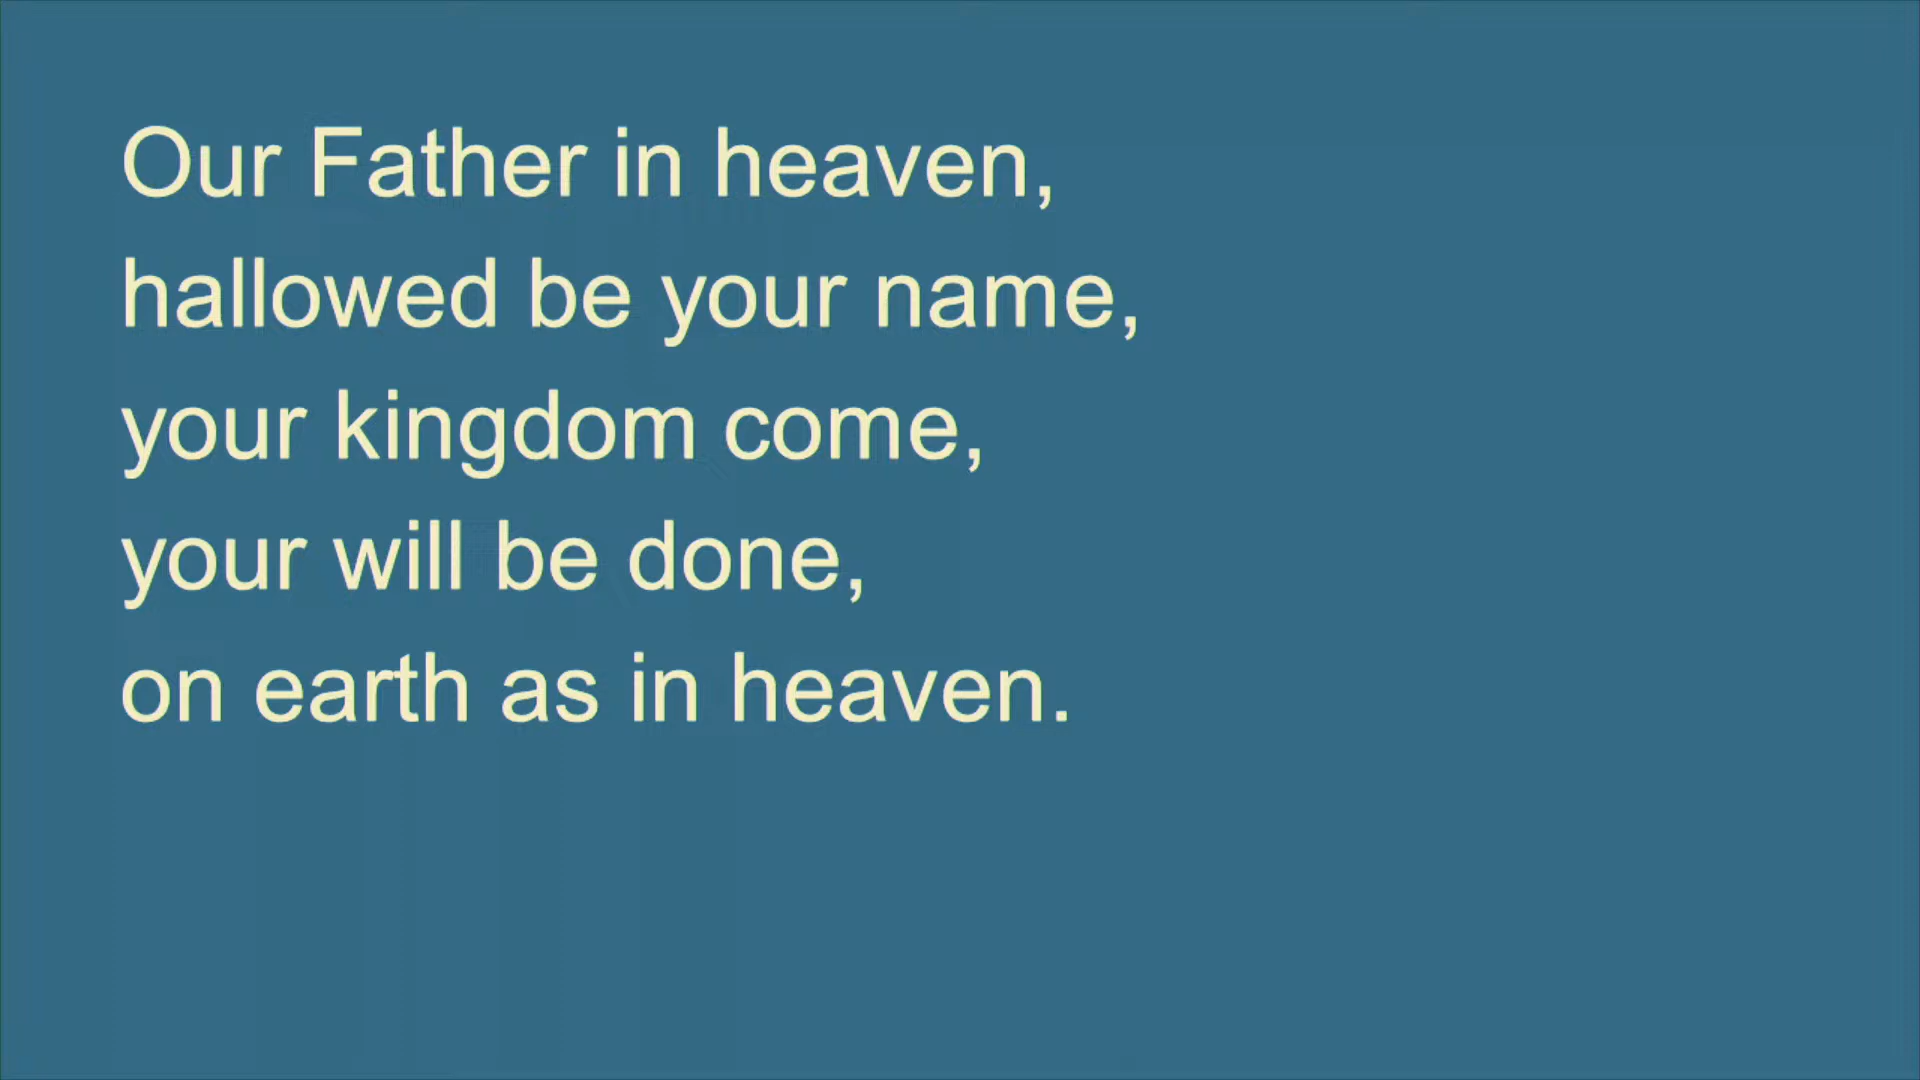 Our Father in heaven,
hallowed be your name,
your kingdom come,
your will be done,
on earth as in heaven.